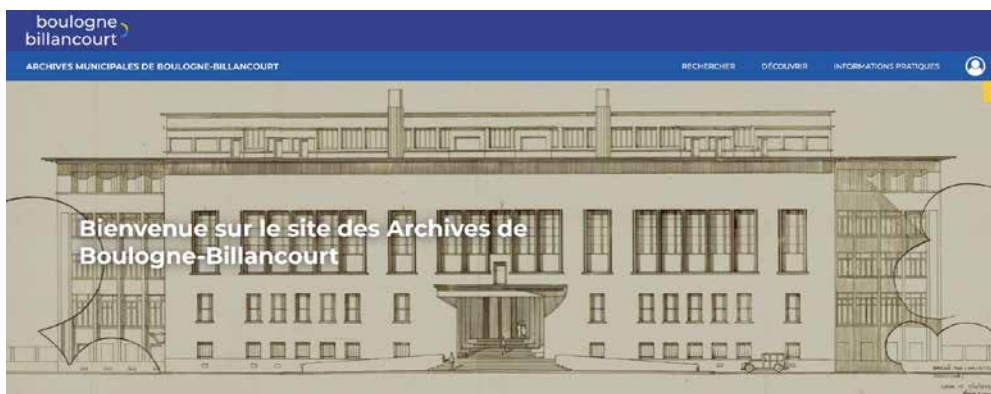 boulogne
billancourt
ARCHIVES MUNICIPALES DE BOULOGNE-BILLANCOURT
RECHERCHER DÉCOUVRIR INFORMATIONS PRATIQUES
Bienvenue sur le site des Archives de
Boulogne-Billancourt